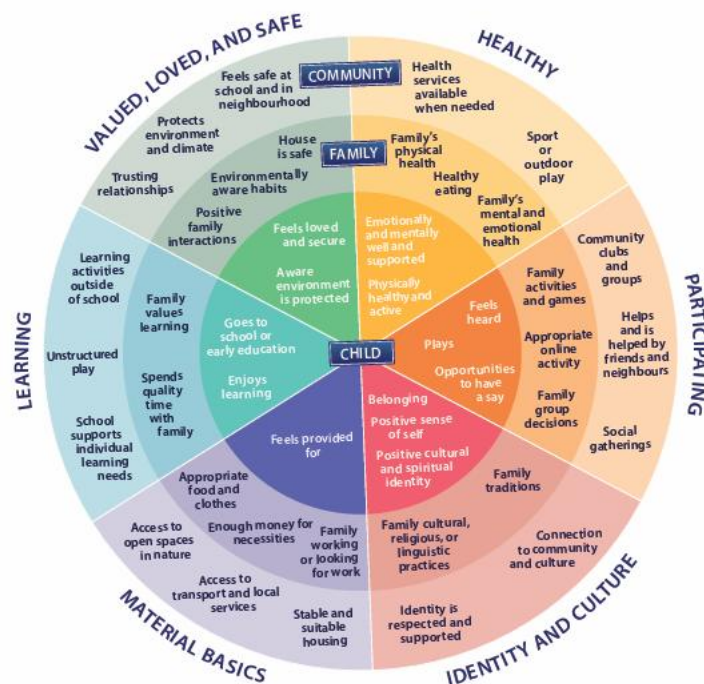 VALUED, LOVED, AND SAFE
HEALTHY
PARTICIPATING
IDENTITY AND CULTURE
MATERIAL BASICS
LEARNING
COMMUNITY
FAMILY
CHILD
Feels safe at
school and in
neighbourhood
Protects
environment
and climate
Trusting
relationships
House
is safe
Environmentally
aware habits
Positive
family
interactions
Feels loved
and secure
Aware
environment
is protected
Health
services
available
when needed
Sport
or
outdoor
play
Family's
physical
health
Healthy
eating
Family's
mental and
emotional
health
Emotionally
and mentally
well and
supported
Physically
healthy and
active
Community
clubs
and
groups
Helps and
is helped by
friends and
neighbours
Social
gatherings
Family
activities
and games
Appropriate
online
activity
Family
group
decisions
Feels
heard
Plays
Opportunities
to have
a say
Belonging
Positive sense
of self
Positive cultural
and spiritual
identity
Family
traditions
Family cultural,
religious, or
linguistic
practices
Connection
to community
and culture
Identity is
respected and
supported
Feels provided
for
Appropriate
food and
clothes
Enough money for
necessities
Family
working
or looking
for work
Access to
open spaces
in nature
Access to
transport and local
services
Stable and
suitable
housing
Goes to
school or
early education
Enjoys
learning
Family
values
learning
Spends
quality
time
with
family
Learning
activities
outside
of school
Unstructured
play
School
supports
individual
learning
needs